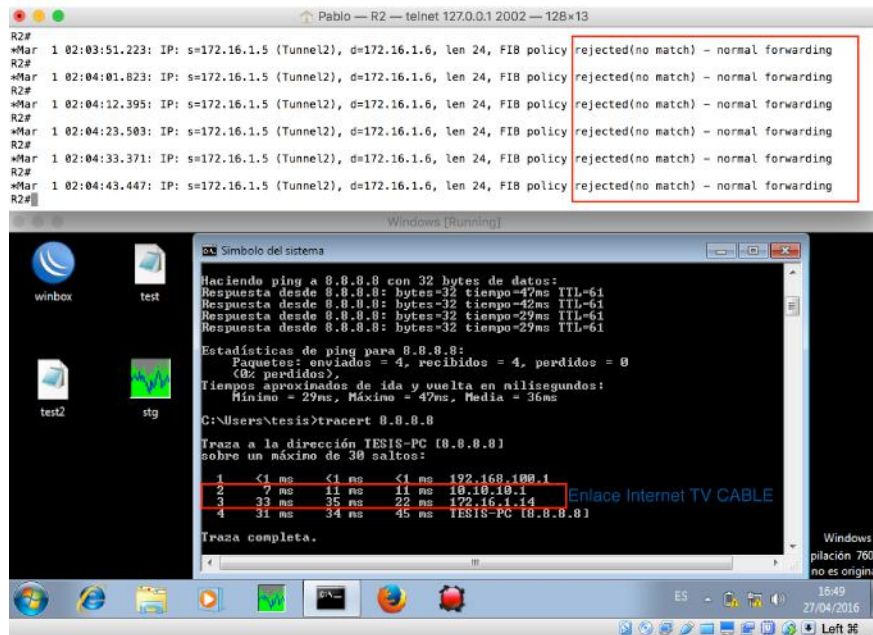 Pablo — R2 — telnet 127.0.0.1 2002 — 128×13
R2#
*Mar 1 02:03:51.223: IP: s=172.16.1.5 (Tunnel2), d=172.16.1.6, len 24, FIB policy rejected(no match) - normal forwarding
R2#
*Mar 1 02:04:01.823: IP: s=172.16.1.5 (Tunnel2), d=172.16.1.6, len 24, FIB policy rejected(no match) - normal forwarding
R2#
*Mar 1 02:04:12.395: IP: s=172.16.1.5 (Tunnel2), d=172.16.1.6, len 24, FIB policy rejected(no match) - normal forwarding
R2#
*Mar 1 02:04:23.503: IP: s=172.16.1.5 (Tunnel2), d=172.16.1.6, len 24, FIB policy rejected(no match) - normal forwarding
R2#
*Mar 1 02:04:33.371: IP: s=172.16.1.5 (Tunnel2), d=172.16.1.6, len 24, FIB policy rejected(no match) - normal forwarding
R2#
*Mar 1 02:04:43.447: IP: s=172.16.1.5 (Tunnel2), d=172.16.1.6, len 24, FIB policy rejected(no match) - normal forwarding
R2#
Windows [Running]
winbox
test
test2
stg
Símbolo del sistema
Haciendo ping a 8.8.8.8 con 32 bytes de datos:
Respuesta desde 8.8.8.8: bytes=32 tiempo=47ms TTL=61
Respuesta desde 8.8.8.8: bytes=32 tiempo=42ms TTL=61
Respuesta desde 8.8.8.8: bytes=32 tiempo=29ms TTL=61
Respuesta desde 8.8.8.8: bytes=32 tiempo=29ms TTL=61
Estadísticas de ping para 8.8.8.8:
Paquetes: enviados = 4, recibidos = 4, perdidos = 0
(0% perdidos),
Tiempos aproximados de ida y vuelta en milisegundos:
Mínimo = 29ms, Máximo = 47ms, Media = 36ms
C:\Users\tesis>tracert 8.8.8.8
Traza a la dirección TESIS-PC [8.8.8.8]
sobre un máximo de 30 saltos:
1 <1 ms <1 ms <1 ms 192.168.100.1
2 7 ms 11 ms 11 ms 10.10.10.1
3 33 ms 35 ms 22 ms 172.16.1.14
4 31 ms 34 ms 45 ms TESIS-PC [8.8.8.8]
Enlace Internet TV CABLE
Traza completa.
Windows
pilación 760
no es origin
ES
16:49
27/04/2016
Left ⌘